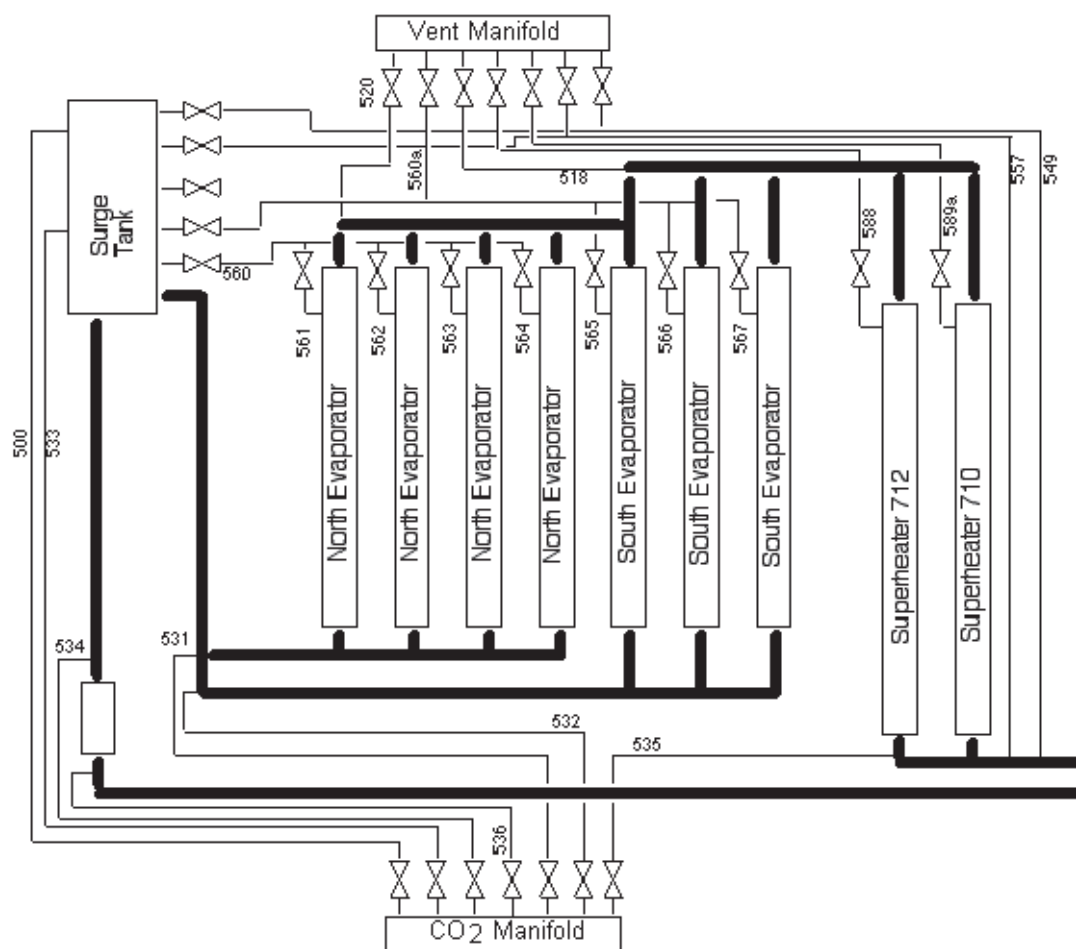 Vent Manifold
520
560a
518
557
549
588
589a
Surge
Tank
560
561
562
563
564
565
566
567
500
533
North Evaporator
North Evaporator
North Evaporator
North Evaporator
South Evaporator
South Evaporator
South Evaporator
Superheater 712
Superheater 710
534
531
532
535
536
CO2 Manifold